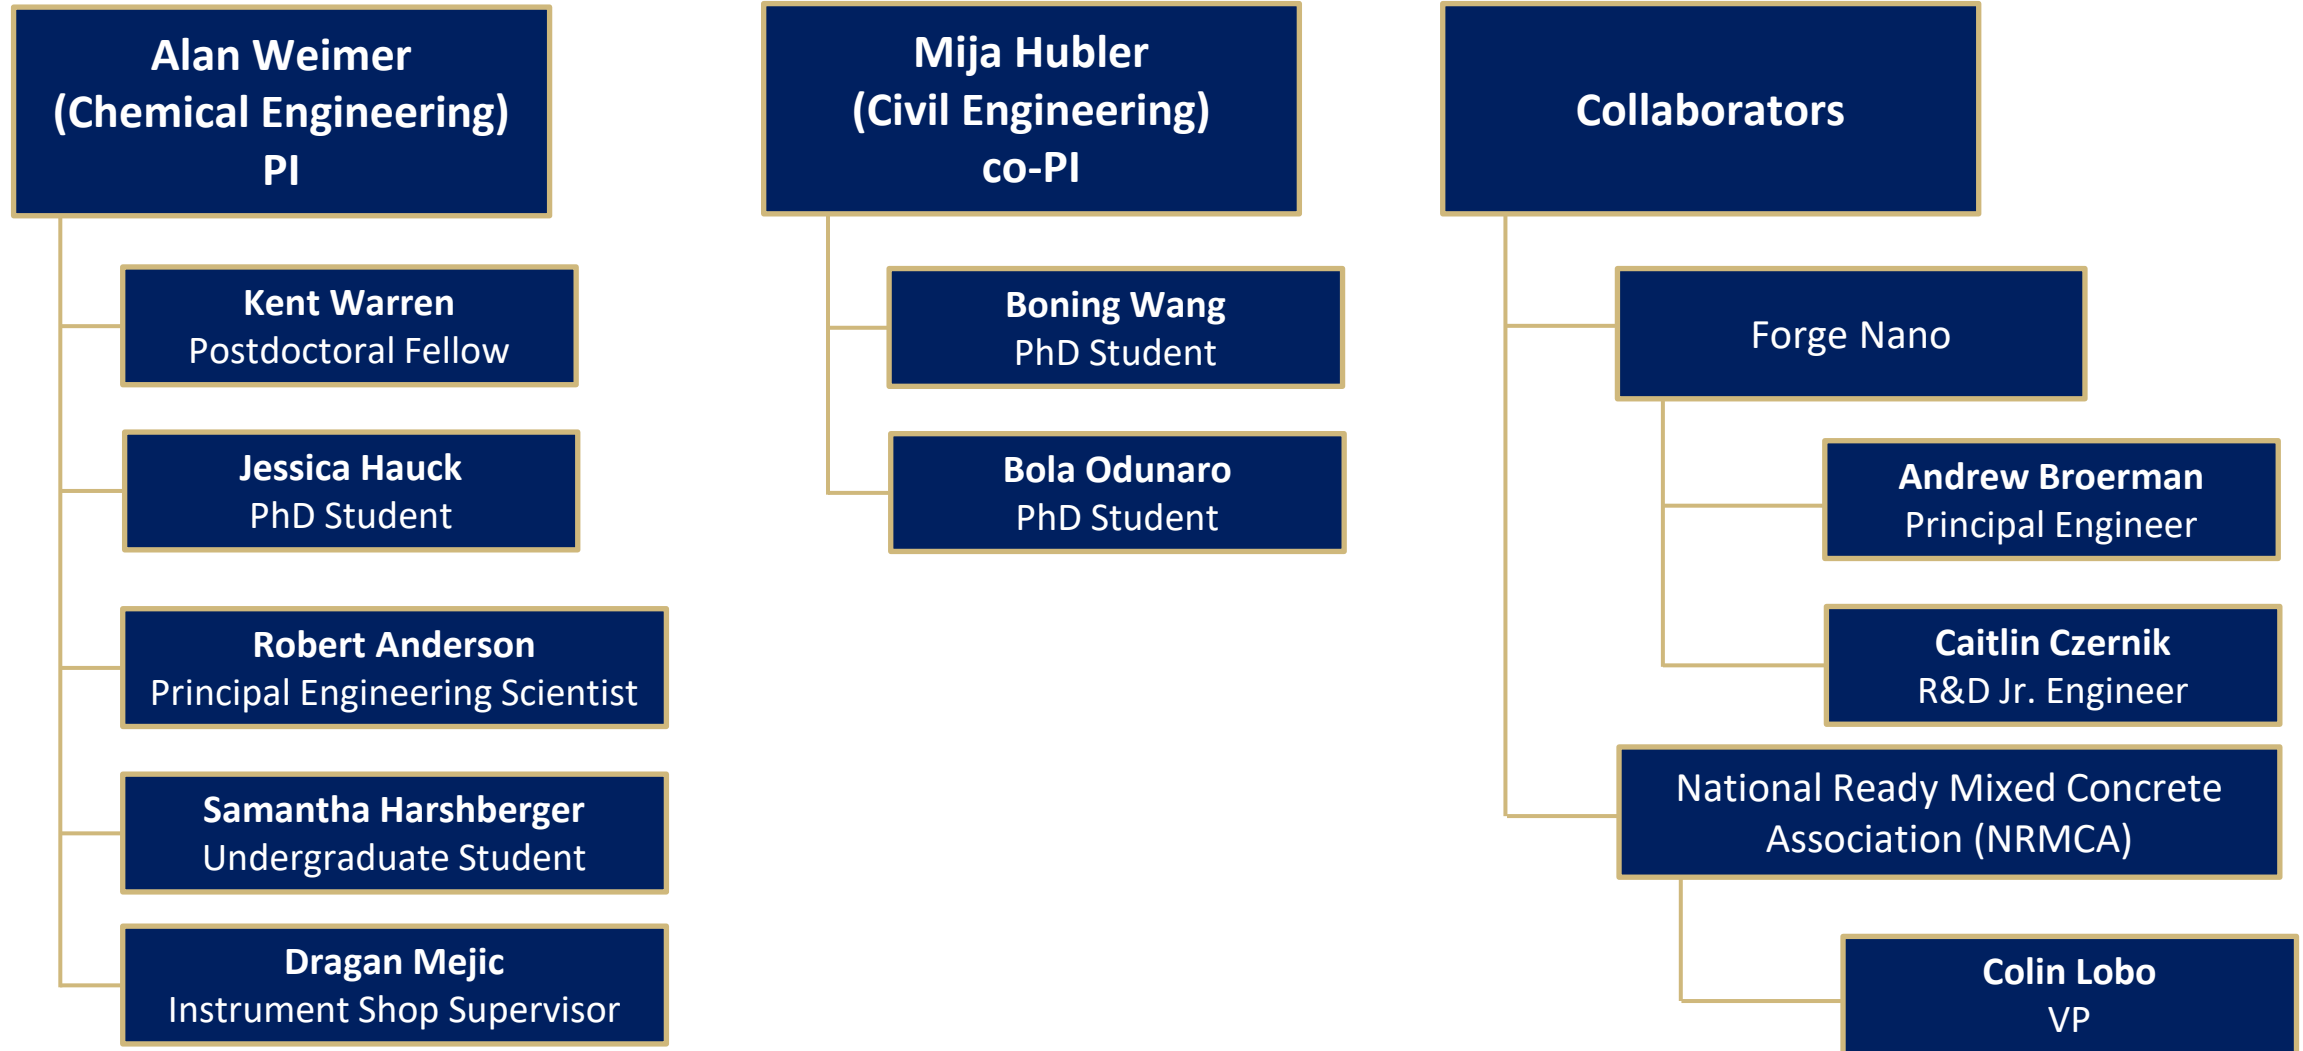 Alan Weimer
(Chemical Engineering)
PI
Kent Warren
Postdoctoral Fellow
Jessica Hauck
PhD Student
Robert Anderson
Principal Engineering Scientist
Samantha Harshberger
Undergraduate Student
Dragan Mejic
Instrument Shop Supervisor
Mija Hubler
(Civil Engineering)
co-PI
Boning Wang
PhD Student
Bola Odunaro
PhD Student
Collaborators
Forge Nano
Andrew Broerman
Principal Engineer
Caitlin Czernik
R&D Jr. Engineer
National Ready Mixed Concrete
Association (NRMCA)
Colin Lobo
VP